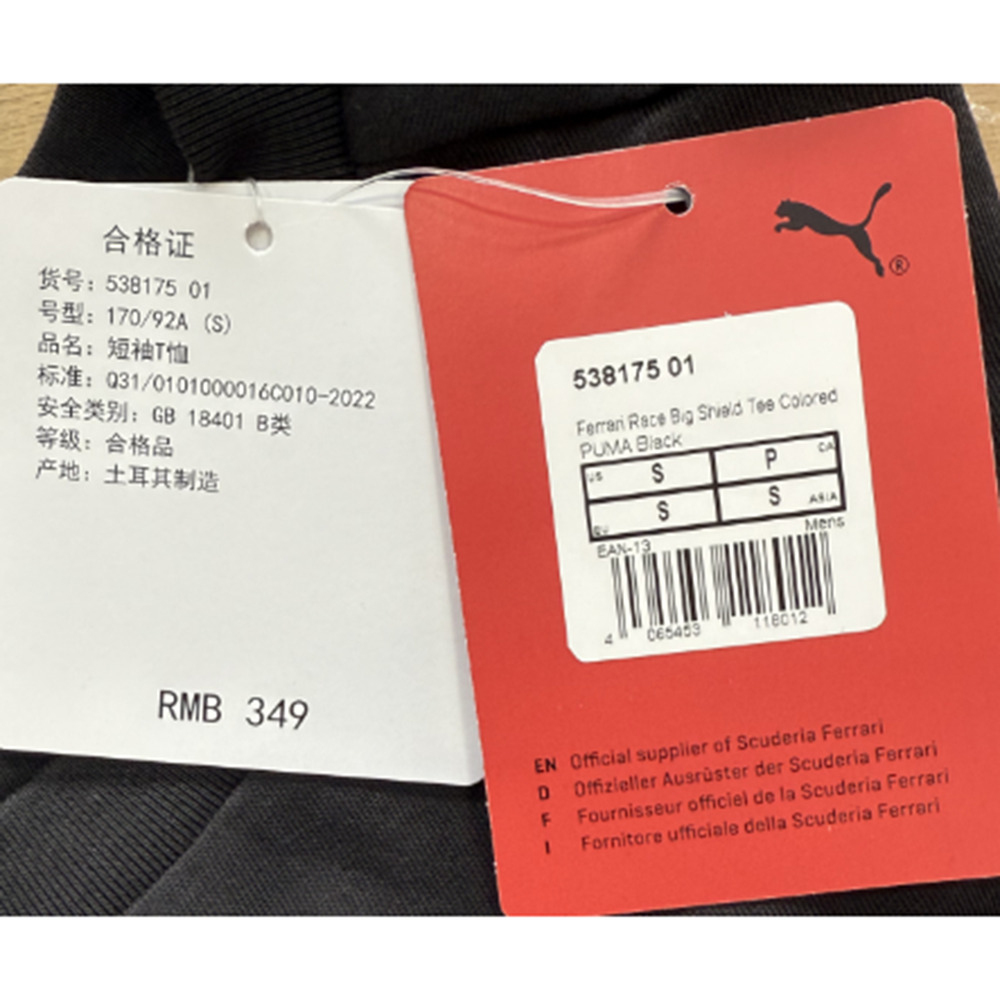 合格证
货号: 538175 01
号型: 170/92A (S)
品名: 短袖T恤
标准: Q31/0101000016C010-2022
安全类别: GB 18401 B类
等级: 合格品
产地: 土耳其制造
RMB 349
®
538175 01
Ferrari Race Big Shield Tee Colored
PUMA Black
US S P CA
EU S S ASIA
EAN-13 Mens
4 065453 118012
EN Official supplier of Scuderia Ferrari
D Offizieller Ausrüster der Scuderia Ferrari
F Fournisseur officiel de la Scuderia Ferrari
I Fornitore ufficiale della Scuderia Ferrari